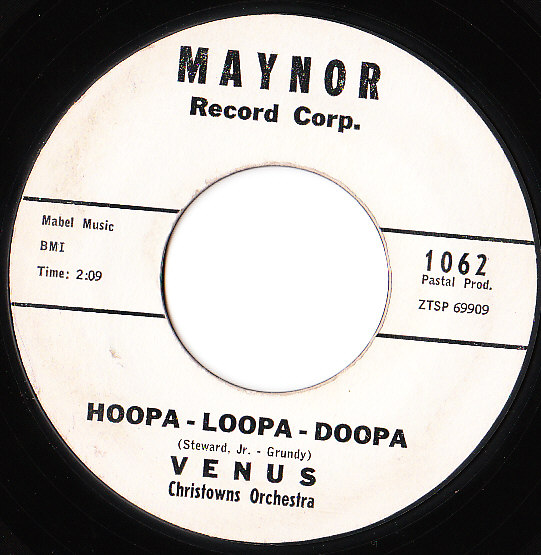 MAYNOR
Record Corp.
Mabel Music
BMI
Time: 2:09
1062
Pastal Prod.
ZTSP 69909
HOOPA - LOOPA - DOOPA
(Steward, Jr. - Grundy)
VENUS
Christowns Orchestra